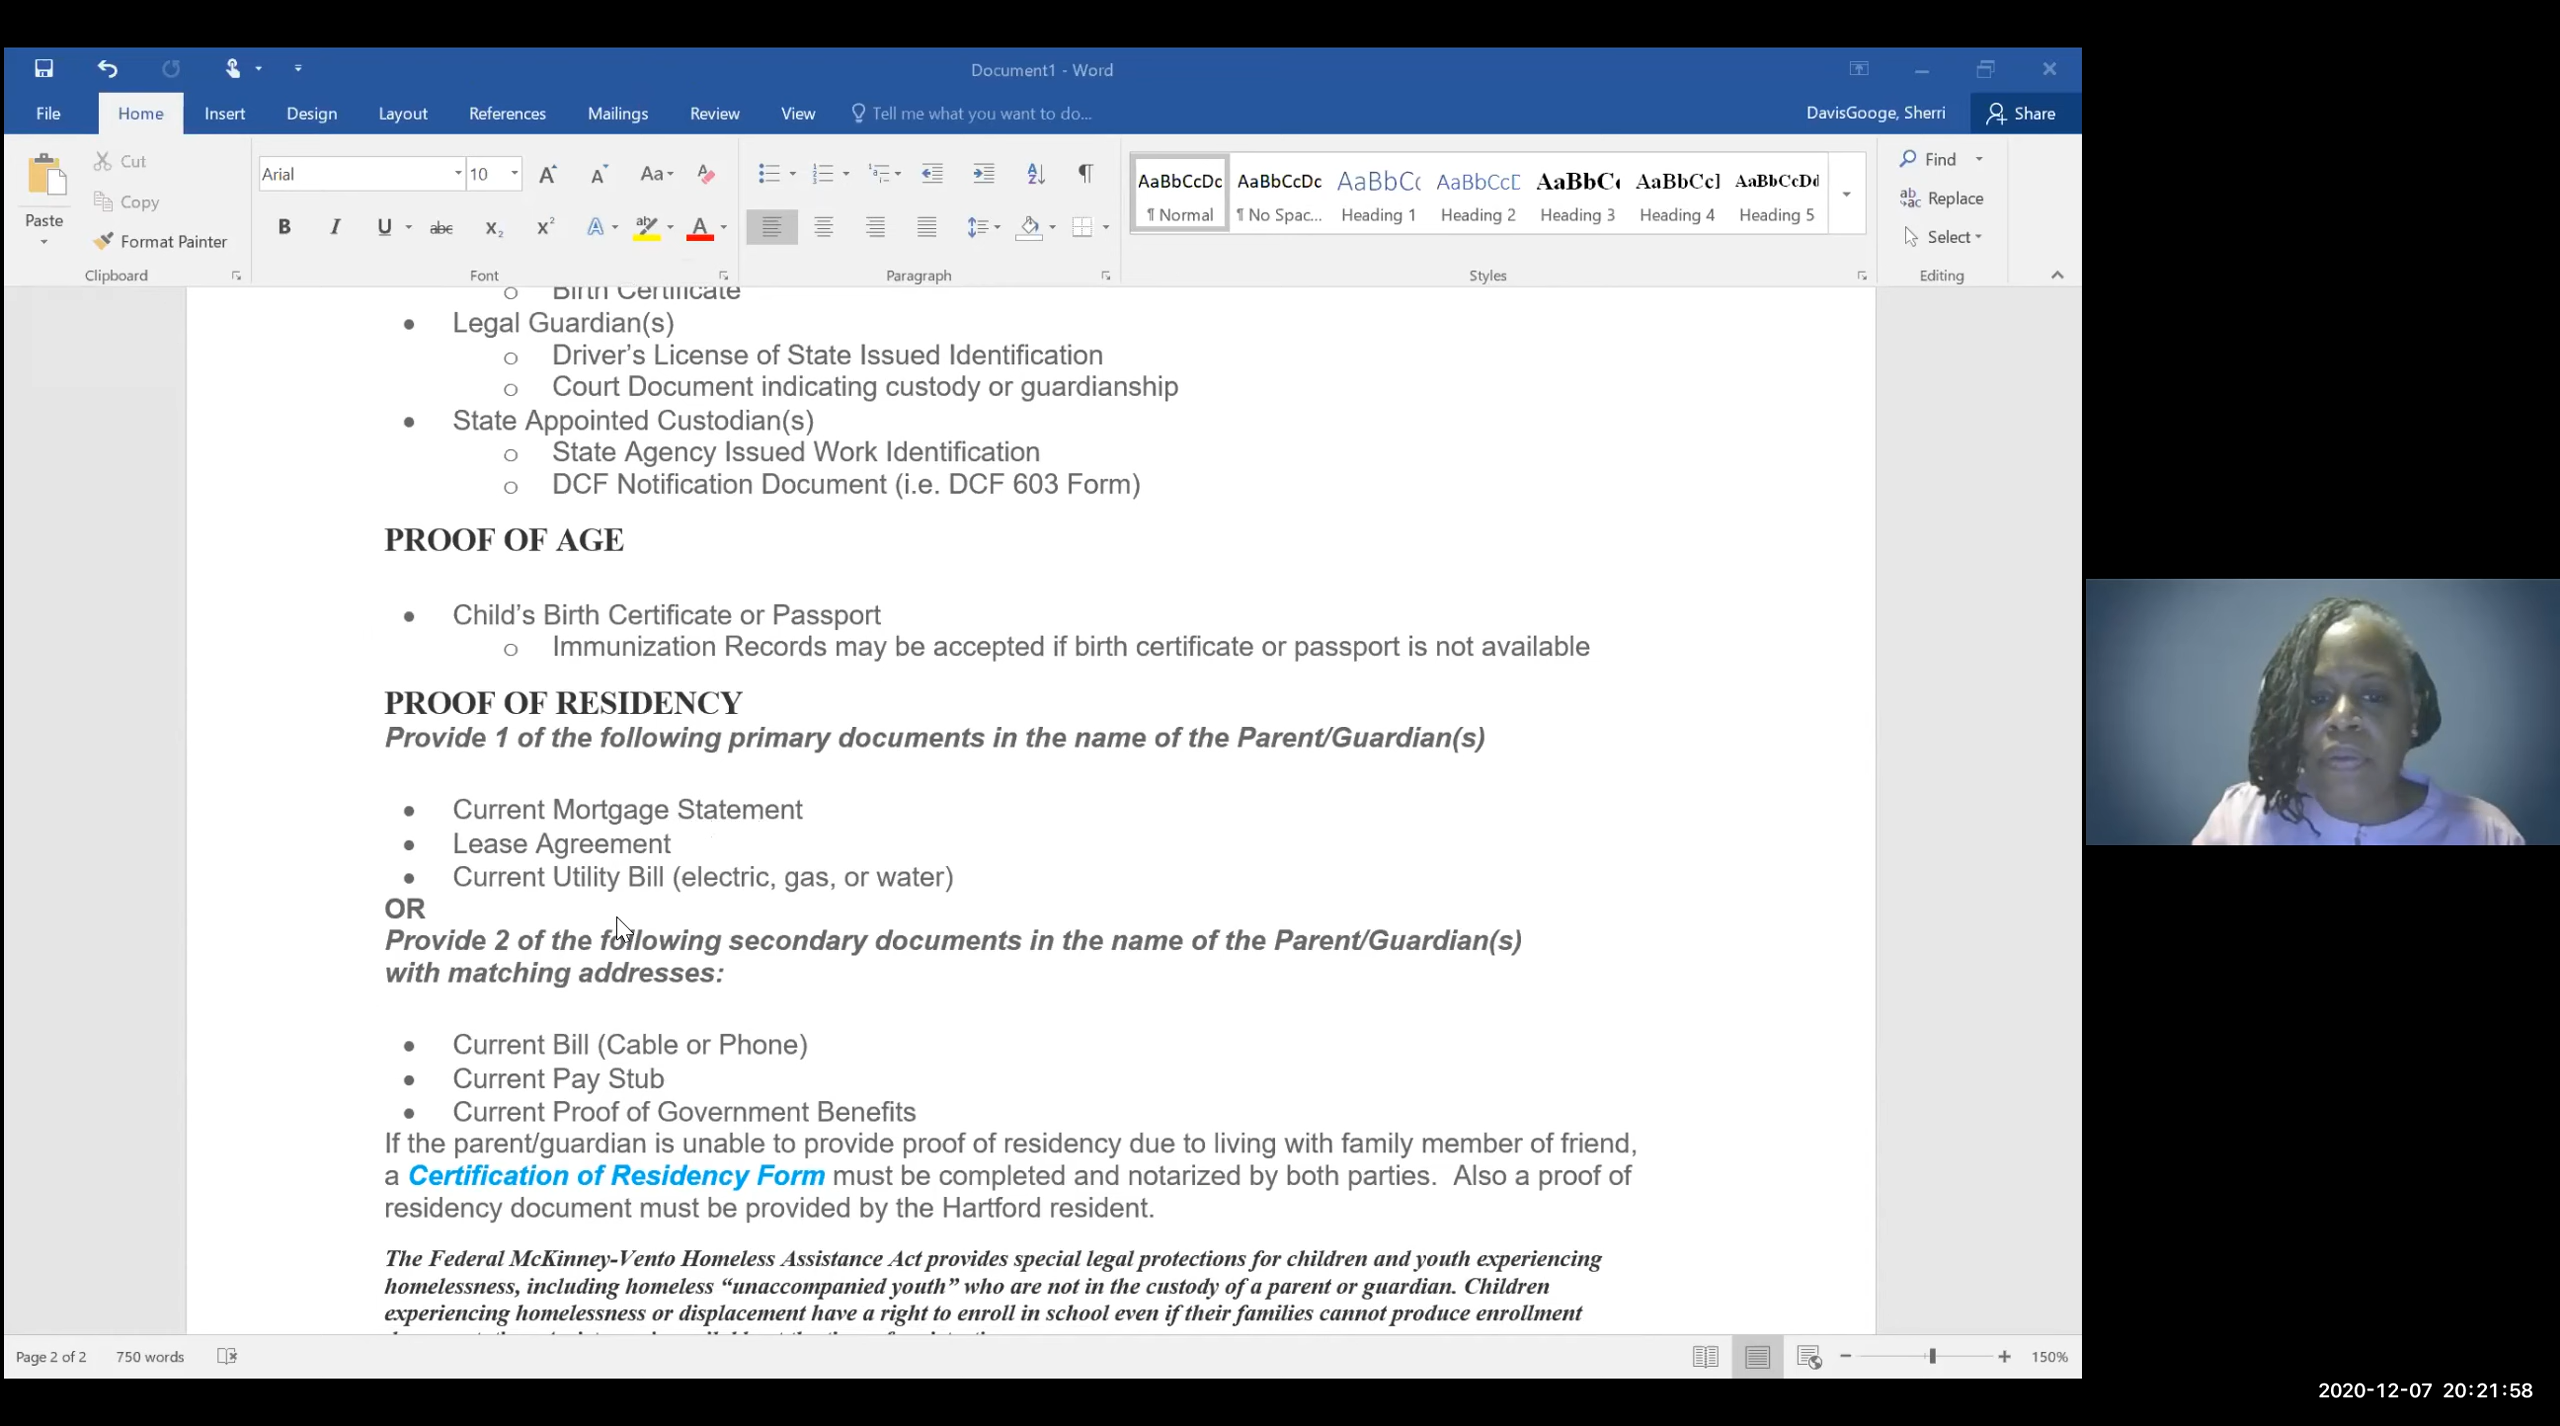 Document1 - Word
File Home Insert Design Layout References Mailings Review View Tell me what you want to do... DavisGooge, Sherri Share
Cut
Copy
Paste
Format Painter
Clipboard
Arial 10 Aa
B I U abc X₂ X² A ab A
Font
Paragraph
AaBbCcDc AaBbCcDc AaBbC( AaBbCcD AaBbC( AaBbCc] AaBbCcDd
¶ Normal ¶ No Spac... Heading 1 Heading 2 Heading 3 Heading 4 Heading 5
Styles
Find
Replace
Select
Editing
o Birth Certificate
• Legal Guardian(s)
o Driver’s License of State Issued Identification
o Court Document indicating custody or guardianship
• State Appointed Custodian(s)
o State Agency Issued Work Identification
o DCF Notification Document (i.e. DCF 603 Form)
PROOF OF AGE
• Child’s Birth Certificate or Passport
o Immunization Records may be accepted if birth certificate or passport is not available
PROOF OF RESIDENCY
Provide 1 of the following primary documents in the name of the Parent/Guardian(s)
• Current Mortgage Statement
• Lease Agreement
• Current Utility Bill (electric, gas, or water)
OR
Provide 2 of the following secondary documents in the name of the Parent/Guardian(s)
with matching addresses:
• Current Bill (Cable or Phone)
• Current Pay Stub
• Current Proof of Government Benefits
If the parent/guardian is unable to provide proof of residency due to living with family member of friend,
a Certification of Residency Form must be completed and notarized by both parties.  Also a proof of
residency document must be provided by the Hartford resident.
The Federal McKinney-Vento Homeless Assistance Act provides special legal protections for children and youth experiencing
homelessness, including homeless “unaccompanied youth” who are not in the custody of a parent or guardian. Children
experiencing homelessness or displacement have a right to enroll in school even if their families cannot produce enrollment
Page 2 of 2 750 words 150%
2020-12-07 20:21:58